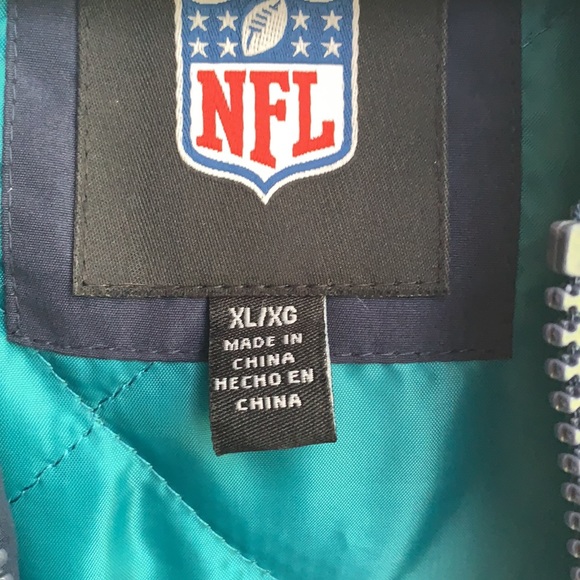 NFL
XL/XG
MADE IN
CHINA
HECHO EN
CHINA